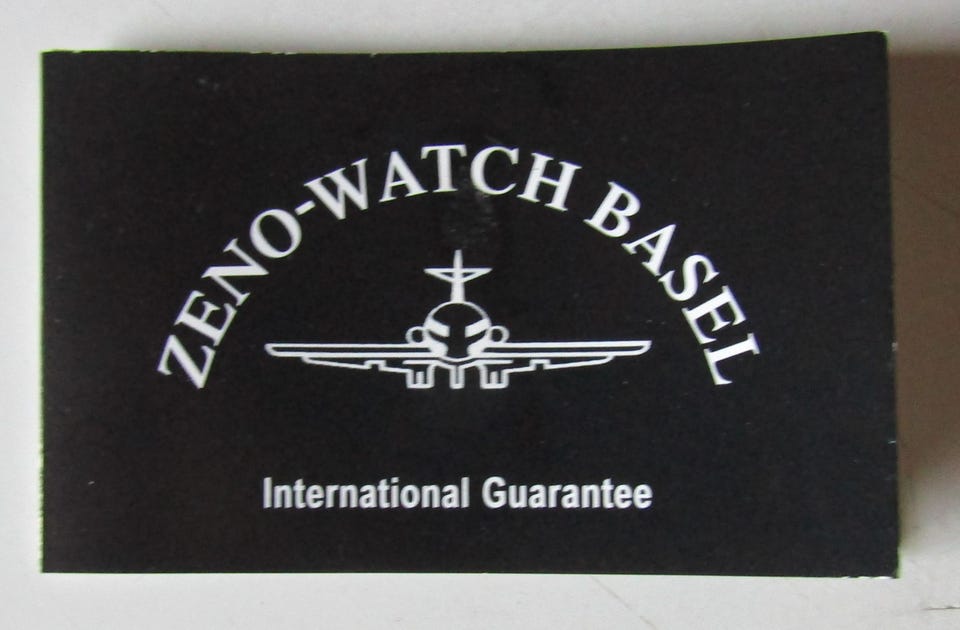 ZENO-WATCH BASEL
International Guarantee